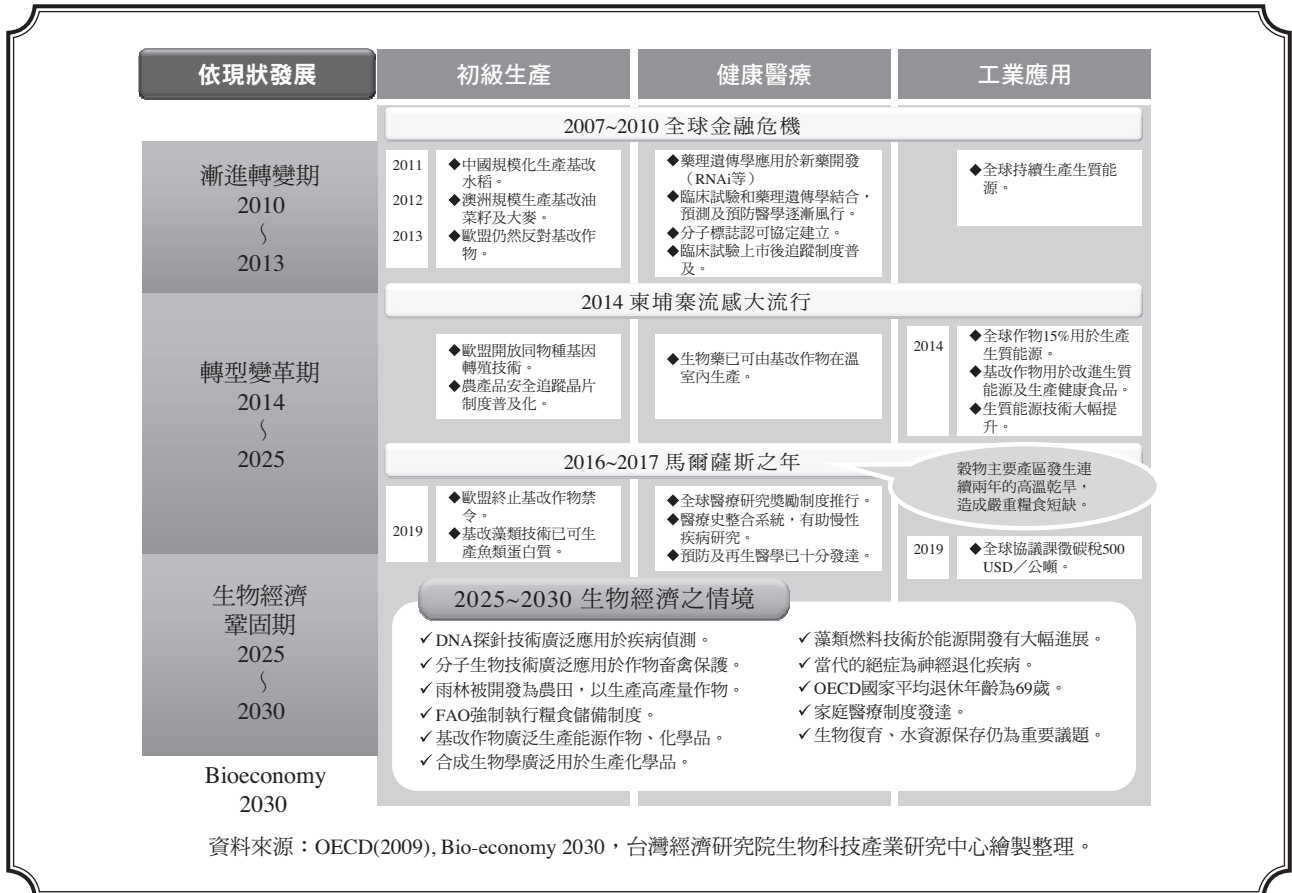 依現狀發展
初級生產
健康醫療
工業應用
2007~2010 全球金融危機
漸進轉變期
2010
〜
2013
2011
2012
2013
◆中國規模化生產基改
水稻。
◆澳洲規模生產基改油
菜籽及大麥。
◆歐盟仍然反對基改作
物。
◆藥理遺傳學應用於新藥開發
（RNAi等）
◆臨床試驗和藥理遺傳學結合，
預測及預防醫學逐漸風行。
◆分子標誌認可協定建立。
◆臨床試驗上市後追蹤制度普
及。
◆全球持續生產生質能
源。
2014 柬埔寨流感大流行
轉型變革期
2014
〜
2025
◆歐盟開放同物種基因
轉殖技術。
◆農產品安全追蹤晶片
制度普及化。
◆生物藥已可由基改作物在溫
室內生產。
2014
◆全球作物15%用於生產
生質能源。
◆基改作物用於改進生質
能源及生產健康食品。
◆生質能源技術大幅提
升。
2016~2017 馬爾薩斯之年
穀物主要產區發生連
續兩年的高溫乾旱，
造成嚴重糧食短缺。
2019
◆歐盟終止基改作物禁
令。
◆基改藻類技術已可生
產魚類蛋白質。
◆全球醫療研究獎勵制度推行。
◆醫療史整合系統，有助慢性
疾病研究。
◆預防及再生醫學已十分發達。
2019
◆全球協議課徵碳稅500
USD／公噸。
生物經濟
鞏固期
2025
〜
2030
2025~2030 生物經濟之情境
✓DNA探針技術廣泛應用於疾病偵測。
✓分子生物技術廣泛應用於作物畜禽保護。
✓雨林被開發為農田，以生產高產量作物。
✓FAO強制執行糧食儲備制度。
✓基改作物廣泛生產能源作物、化學品。
✓合成生物學廣泛用於生產化學品。
✓藻類燃料技術於能源開發有大幅進展。
✓當代的絕症為神經退化疾病。
✓OECD國家平均退休年齡為69歲。
✓家庭醫療制度發達。
✓生物復育、水資源保存仍為重要議題。
Bioeconomy
2030
資料來源：OECD(2009), Bio-economy 2030，台灣經濟研究院生物科技產業研究中心繪製整理。